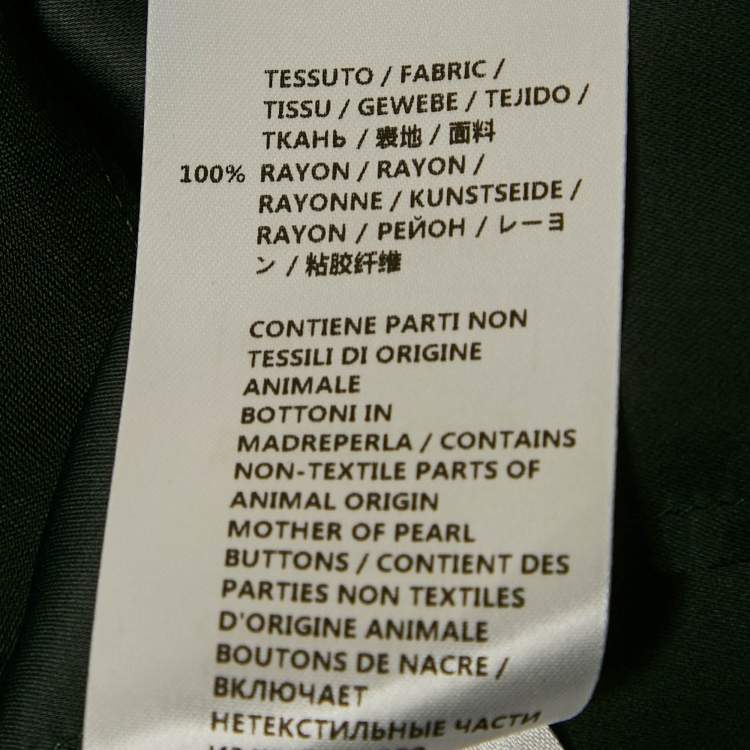 TESSUTO / FABRIC /
TISSU / GEWEBE / TEJIDO /
ТКАНЬ / 表地 / 面料
100% RAYON / RAYON /
RAYONNE / KUNSTSEIDE /
RAYON / РЕЙОН / レーヨ
ン / 粘胶纤维
CONTIENE PARTI NON
TESSILI DI ORIGINE
ANIMALE
BOTTONI IN
MADREPERLA / CONTAINS
NON-TEXTILE PARTS OF
ANIMAL ORIGIN
MOTHER OF PEARL
BUTTONS / CONTIENT DES
PARTIES NON TEXTILES
D'ORIGINE ANIMALE
BOUTONS DE NACRE /
ВКЛЮЧАЕТ
НЕТЕКСТИЛЬНЫЕ ЧАСТИ